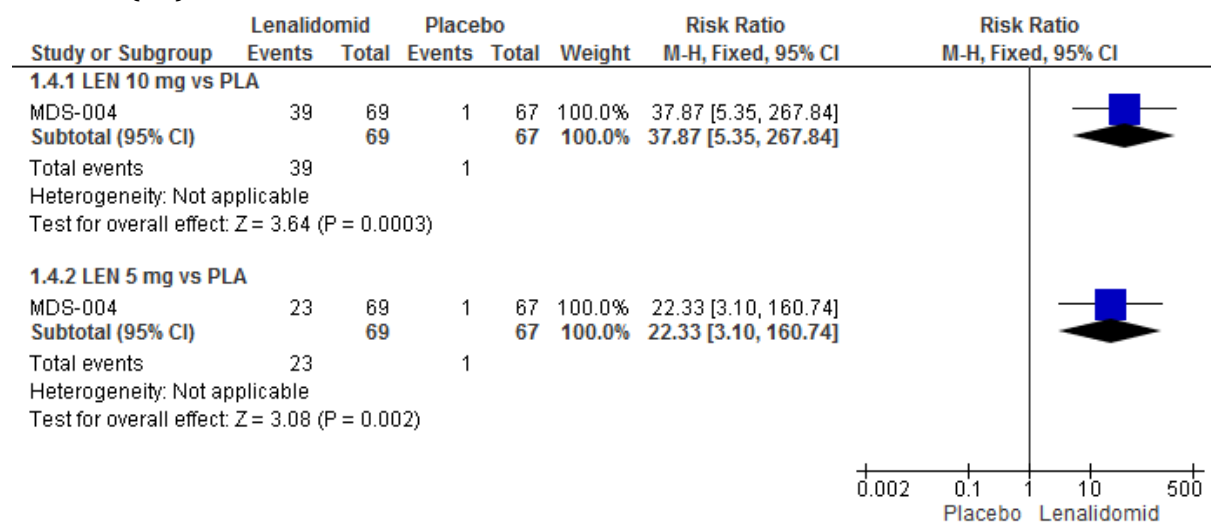 Lenalidomid Placebo Risk Ratio Risk Ratio
Study or Subgroup Events Total Events Total Weight M-H, Fixed, 95% CI M-H, Fixed, 95% CI
1.4.1 LEN 10 mg vs PLA
MDS-004 39 69 1 67 100.0% 37.87 [5.35, 267.84]
Subtotal (95% CI) 69 67 100.0% 37.87 [5.35, 267.84]
Total events 39 1
Heterogeneity: Not applicable
Test for overall effect: Z = 3.64 (P = 0.0003)
1.4.2 LEN 5 mg vs PLA
MDS-004 23 69 1 67 100.0% 22.33 [3.10, 160.74]
Subtotal (95% CI) 69 67 100.0% 22.33 [3.10, 160.74]
Total events 23 1
Heterogeneity: Not applicable
Test for overall effect: Z = 3.08 (P = 0.002)
0.002 0.1 1 10 500
Placebo Lenalidomid